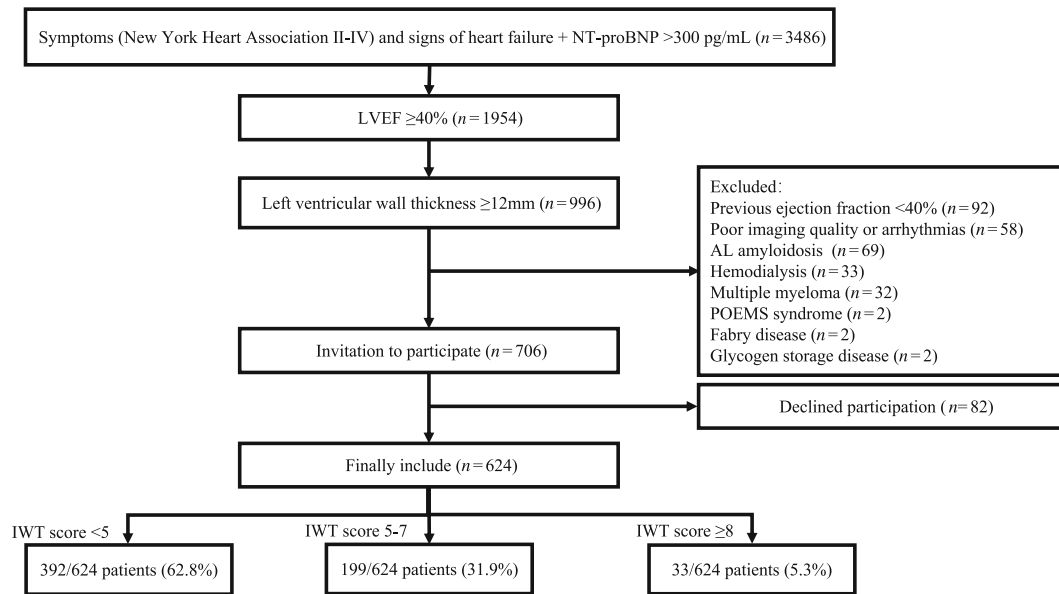 Symptoms (New York Heart Association II-IV) and signs of heart failure + NT-proBNP >300 pg/mL (n = 3486)
LVEF ≥40% (n = 1954)
Left ventricular wall thickness ≥12mm (n = 996)
Excluded:
Previous ejection fraction <40% (n = 92)
Poor imaging quality or arrhythmias (n = 58)
AL amyloidosis (n = 69)
Hemodialysis (n = 33)
Multiple myeloma (n = 32)
POEMS syndrome (n = 2)
Fabry disease (n = 2)
Glycogen storage disease (n = 2)
Invitation to participate (n = 706)
Declined participation (n = 82)
Finally include (n = 624)
IWT score <5
IWT score 5-7
IWT score ≥8
392/624 patients (62.8%)
199/624 patients (31.9%)
33/624 patients (5.3%)